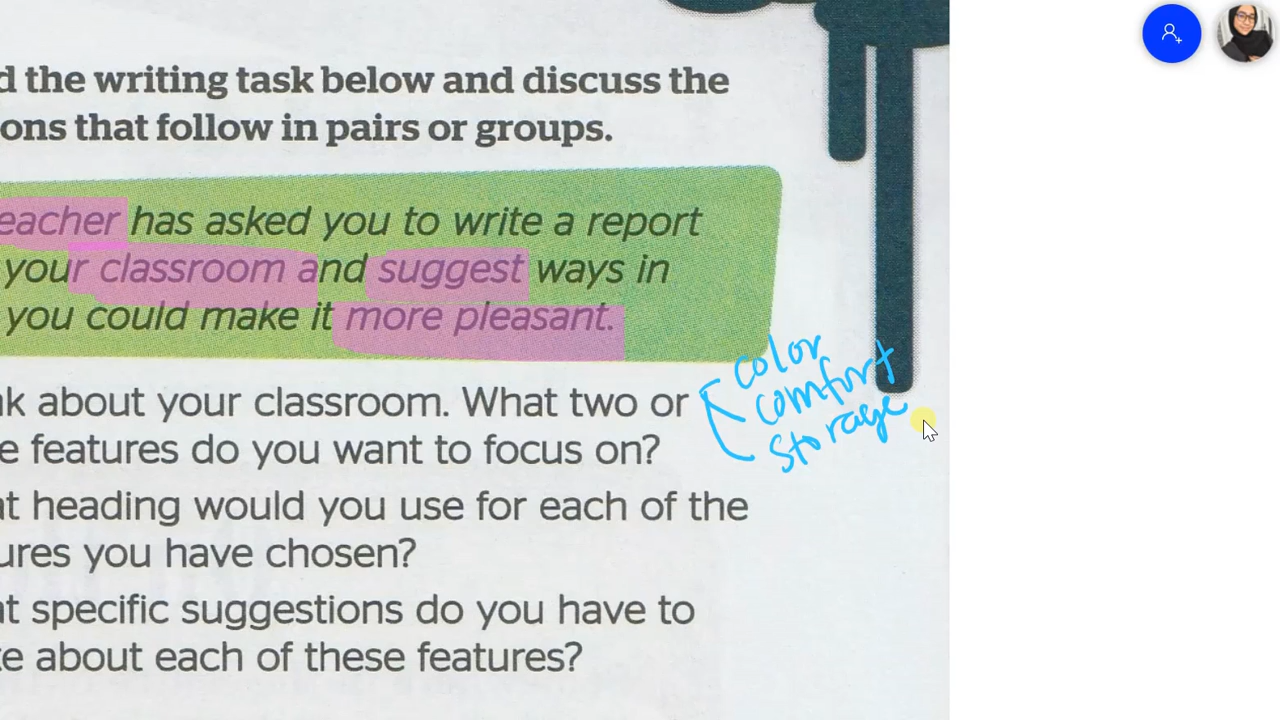 the writing task below and discuss the
that follow in pairs or groups.
has asked you to write a report
your classroom and suggest ways in
you could make it more pleasant.
color
comfort
storage
about your classroom. What two or
features do you want to focus on?
heading would you use for each of the
you have chosen?
specific suggestions do you have to
about each of these features?